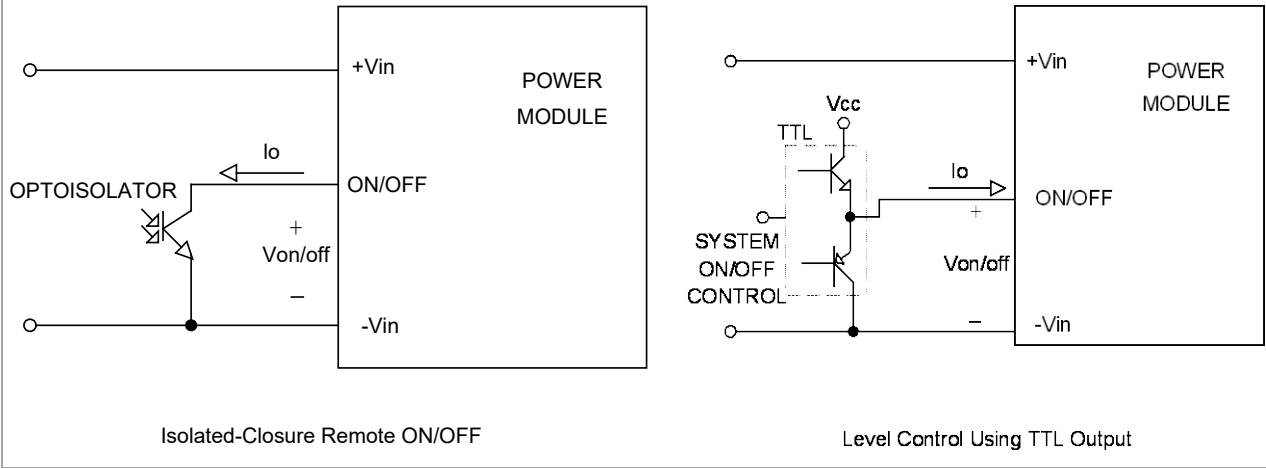 +Vin
POWER
MODULE
Io
OPTOISOLATOR
ON/OFF
+
Von/off
−
-Vin
Isolated-Closure Remote ON/OFF
+Vin
POWER
MODULE
Vcc
TTL
Io
ON/OFF
+
SYSTEM
ON/OFF
CONTROL
Von/off
−
-Vin
Level Control Using TTL Output